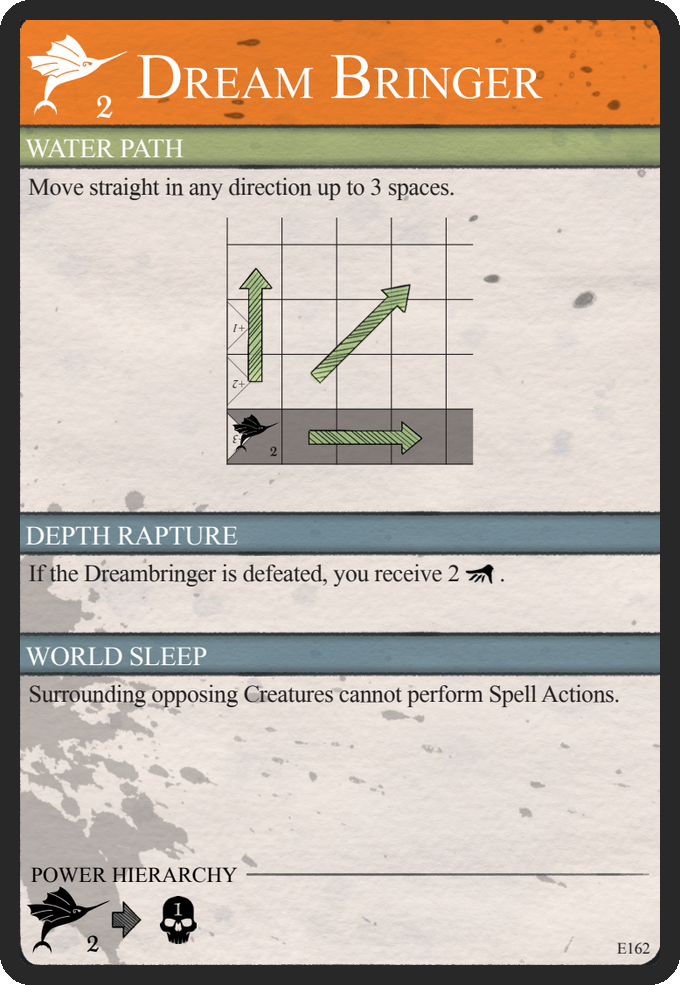 2 DREAM BRINGER
WATER PATH
Move straight in any direction up to 3 spaces.
+1
+2
2
DEPTH RAPTURE
If the Dreambringer is defeated, you receive 2 .
WORLD SLEEP
Surrounding opposing Creatures cannot perform Spell Actions.
POWER HIERARCHY
2 1
E162